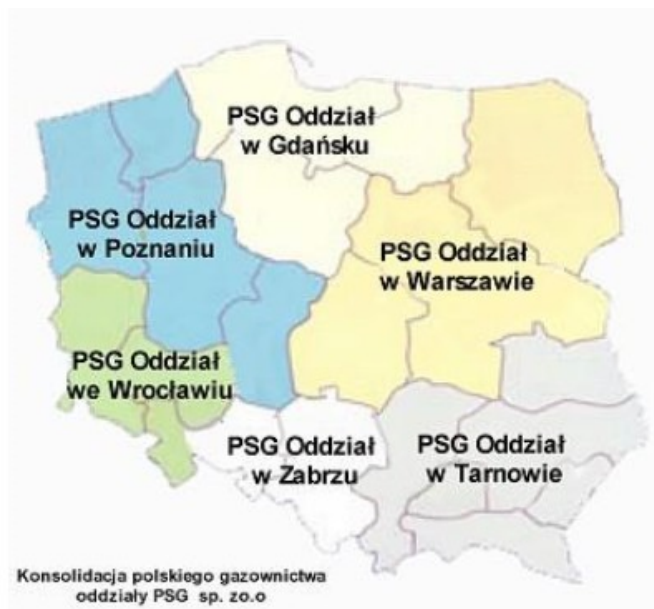 PSG Oddział
w Gdańsku
PSG Oddział
w Poznaniu
PSG Oddział
w Warszawie
PSG Oddział
we Wrocławiu
PSG Oddział
w Zabrzu
PSG Oddział
w Tarnowie
Konsolidacja polskiego gazownictwa
oddziały PSG sp. zo.o